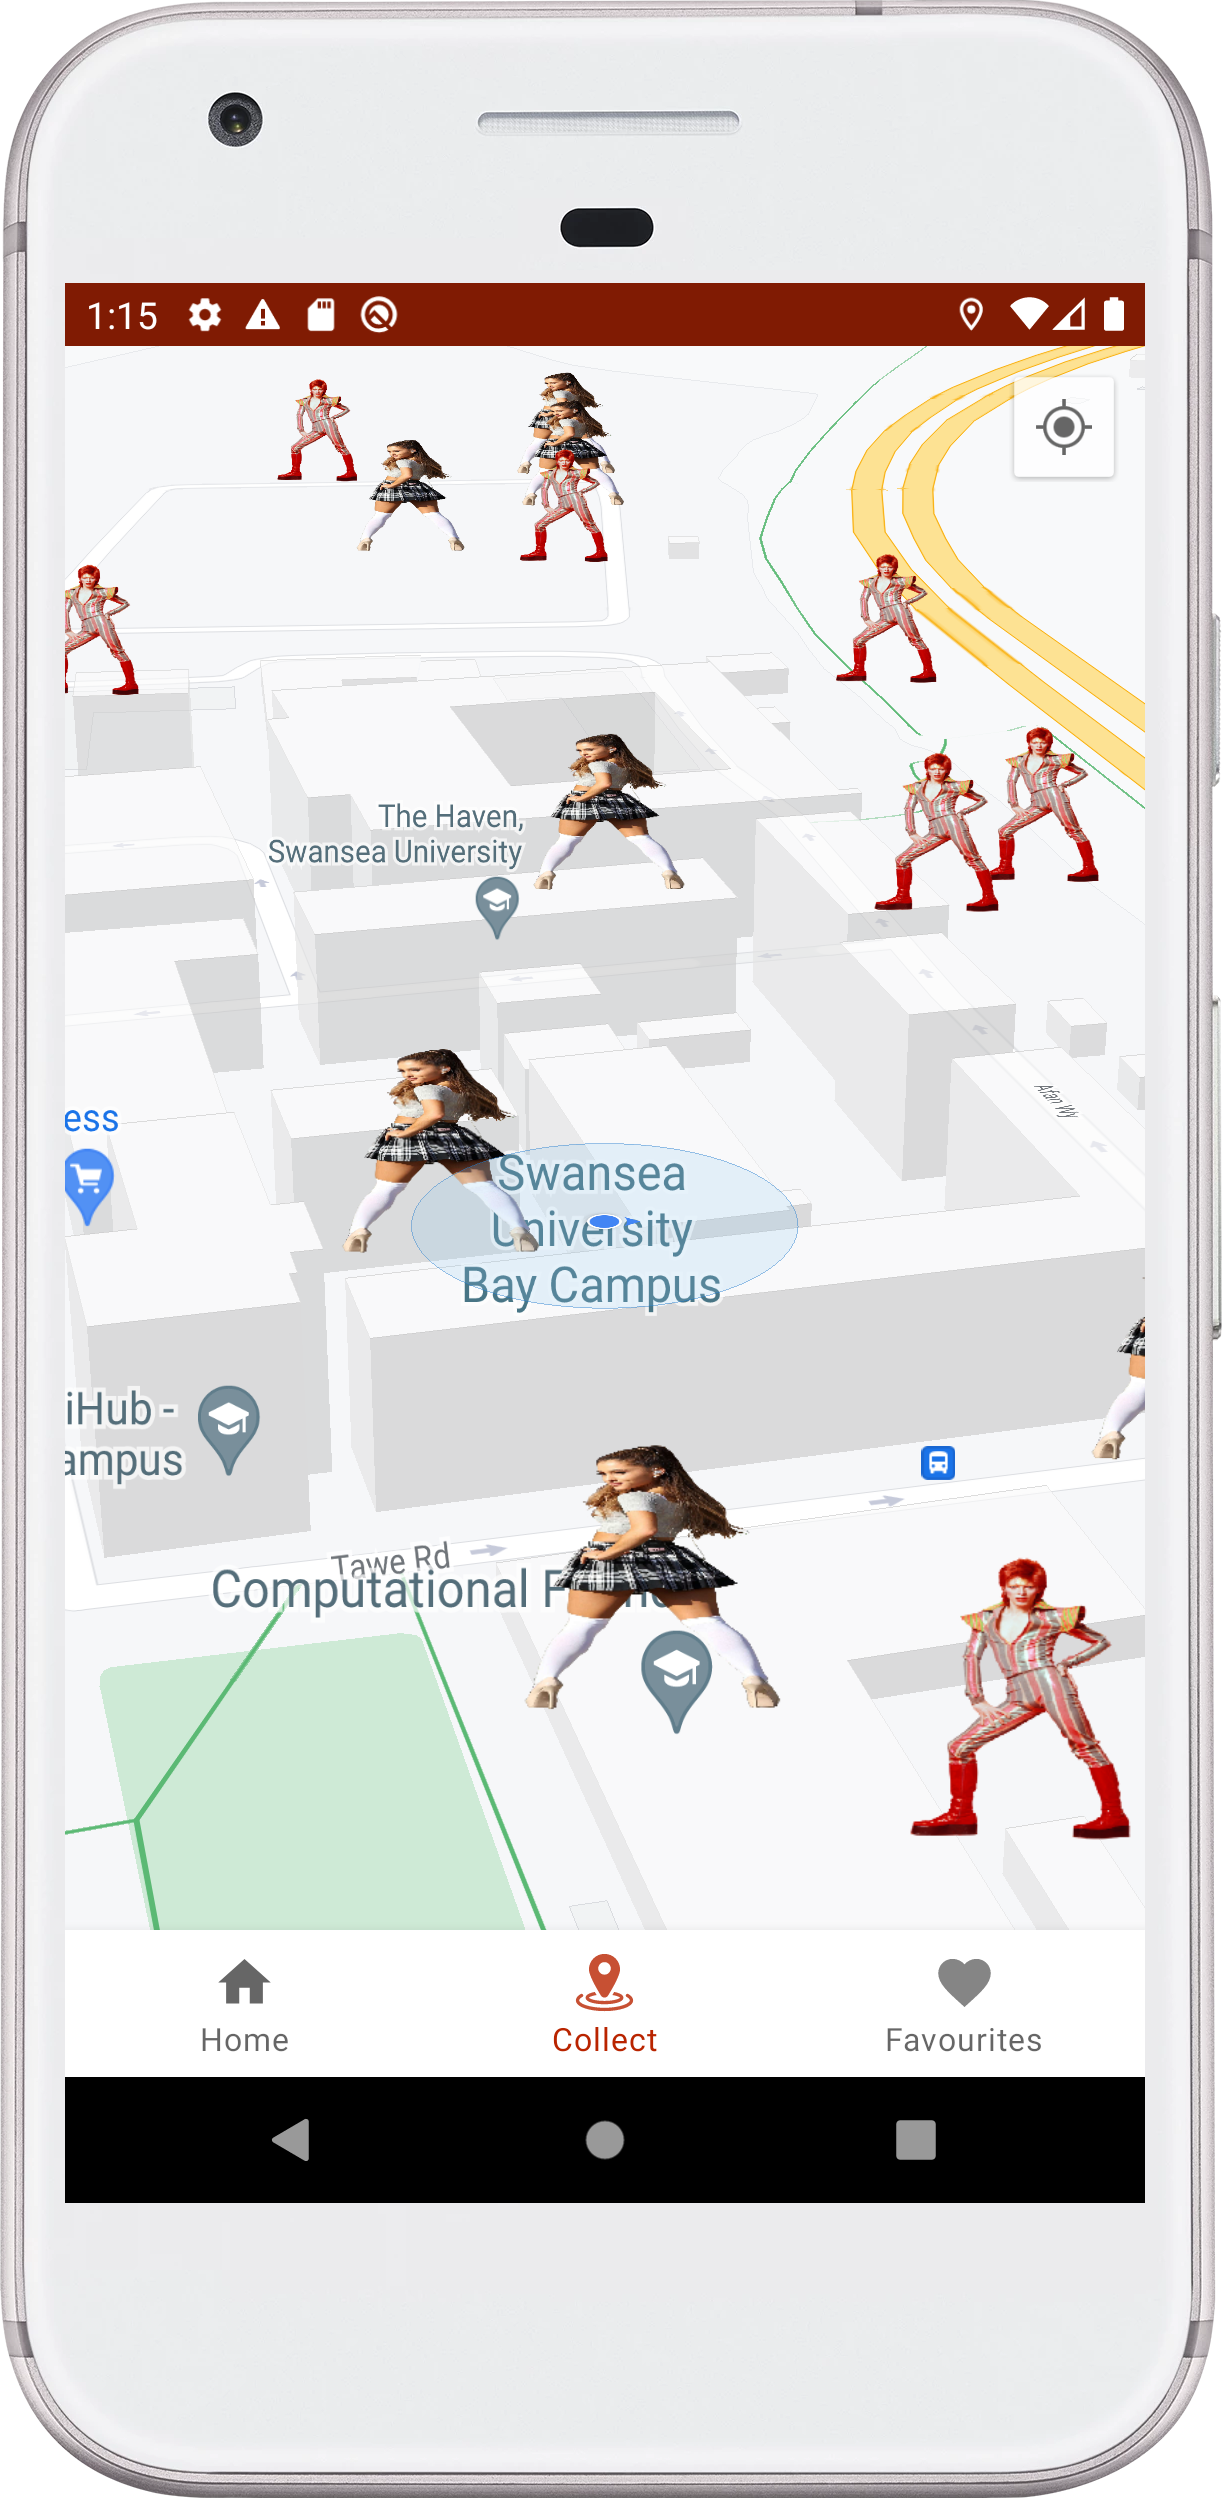 1:15
The Haven,
Swansea University
Afan Wy
ess
Swansea
University
Bay Campus
iHub -
ampus
Tawe Rd
Computational F
Home
Collect
Favourites